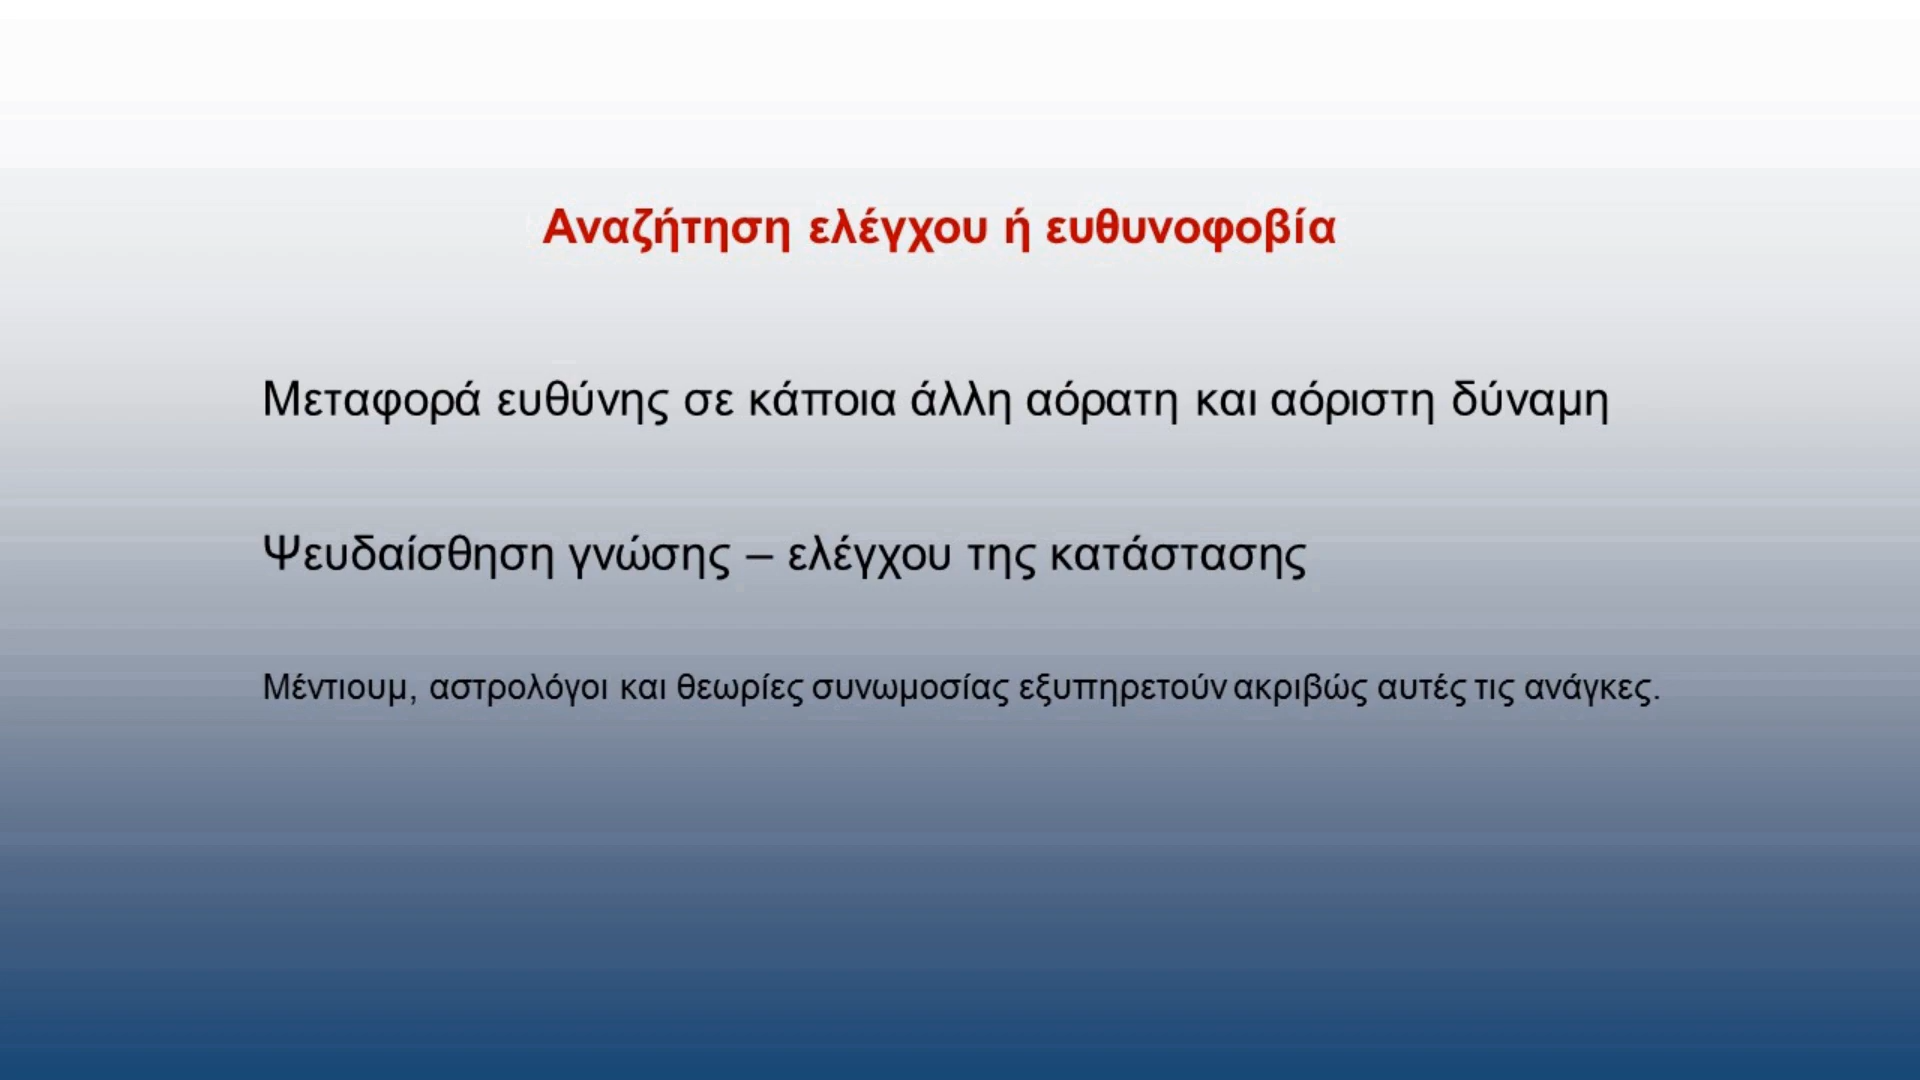 Αναζήτηση ελέγχου ή ευθυνοφοβία
Μεταφορά ευθύνης σε κάποια άλλη αόρατη και αόριστη δύναμη
Ψευδαίσθηση γνώσης – ελέγχου της κατάστασης
Μέντιουμ, αστρολόγοι και θεωρίες συνωμοσίας εξυπηρετούν ακριβώς αυτές τις ανάγκες.